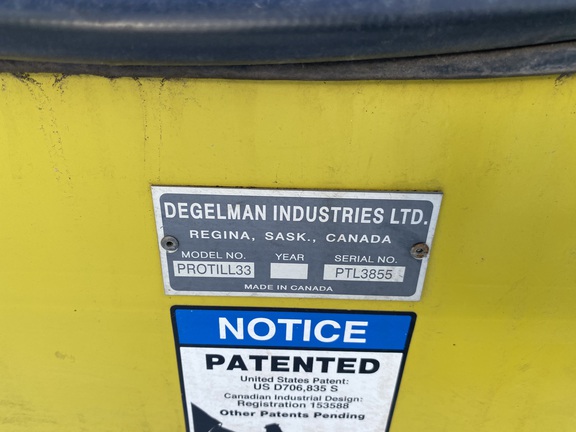 DEGELMAN INDUSTRIES LTD.
REGINA, SASK., CANADA
MODEL NO. YEAR SERIAL NO.
PROTILL33 PTL3855
MADE IN CANADA
NOTICE
PATENTED
United States Patent:
US D706,835 S
Canadian Industrial Design:
Registration 153588
Other Patents Pending